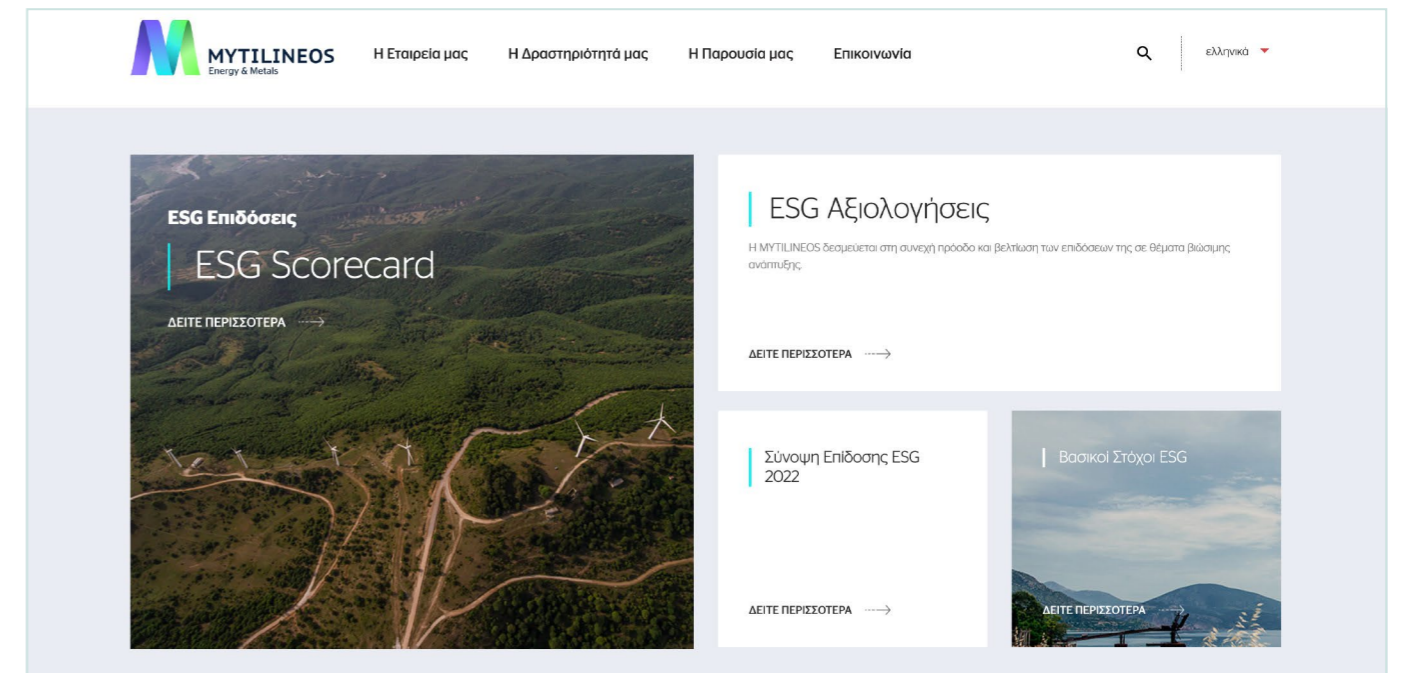 MYTILINEOS
Energy & Metals
Η Εταιρεία μας
Η Δραστηριότητά μας
Η Παρουσία μας
Επικοινωνία
ελληνικά
ESG Επιδόσεις
ESG Scorecard
ΔΕΙΤΕ ΠΕΡΙΣΣΟΤΕΡΑ
ESG Αξιολογήσεις
Η MYTILINEOS δεσμεύεται στη συνεχή πρόοδο και βελτίωση των επιδόσεων της σε θέματα βιώσιμης
ανάπτυξης.
ΔΕΙΤΕ ΠΕΡΙΣΣΟΤΕΡΑ
Σύνοψη Επίδοσης ESG
2022
ΔΕΙΤΕ ΠΕΡΙΣΣΟΤΕΡΑ
Βασικοί Στόχοι ESG
ΔΕΙΤΕ ΠΕΡΙΣΣΟΤΕΡΑ